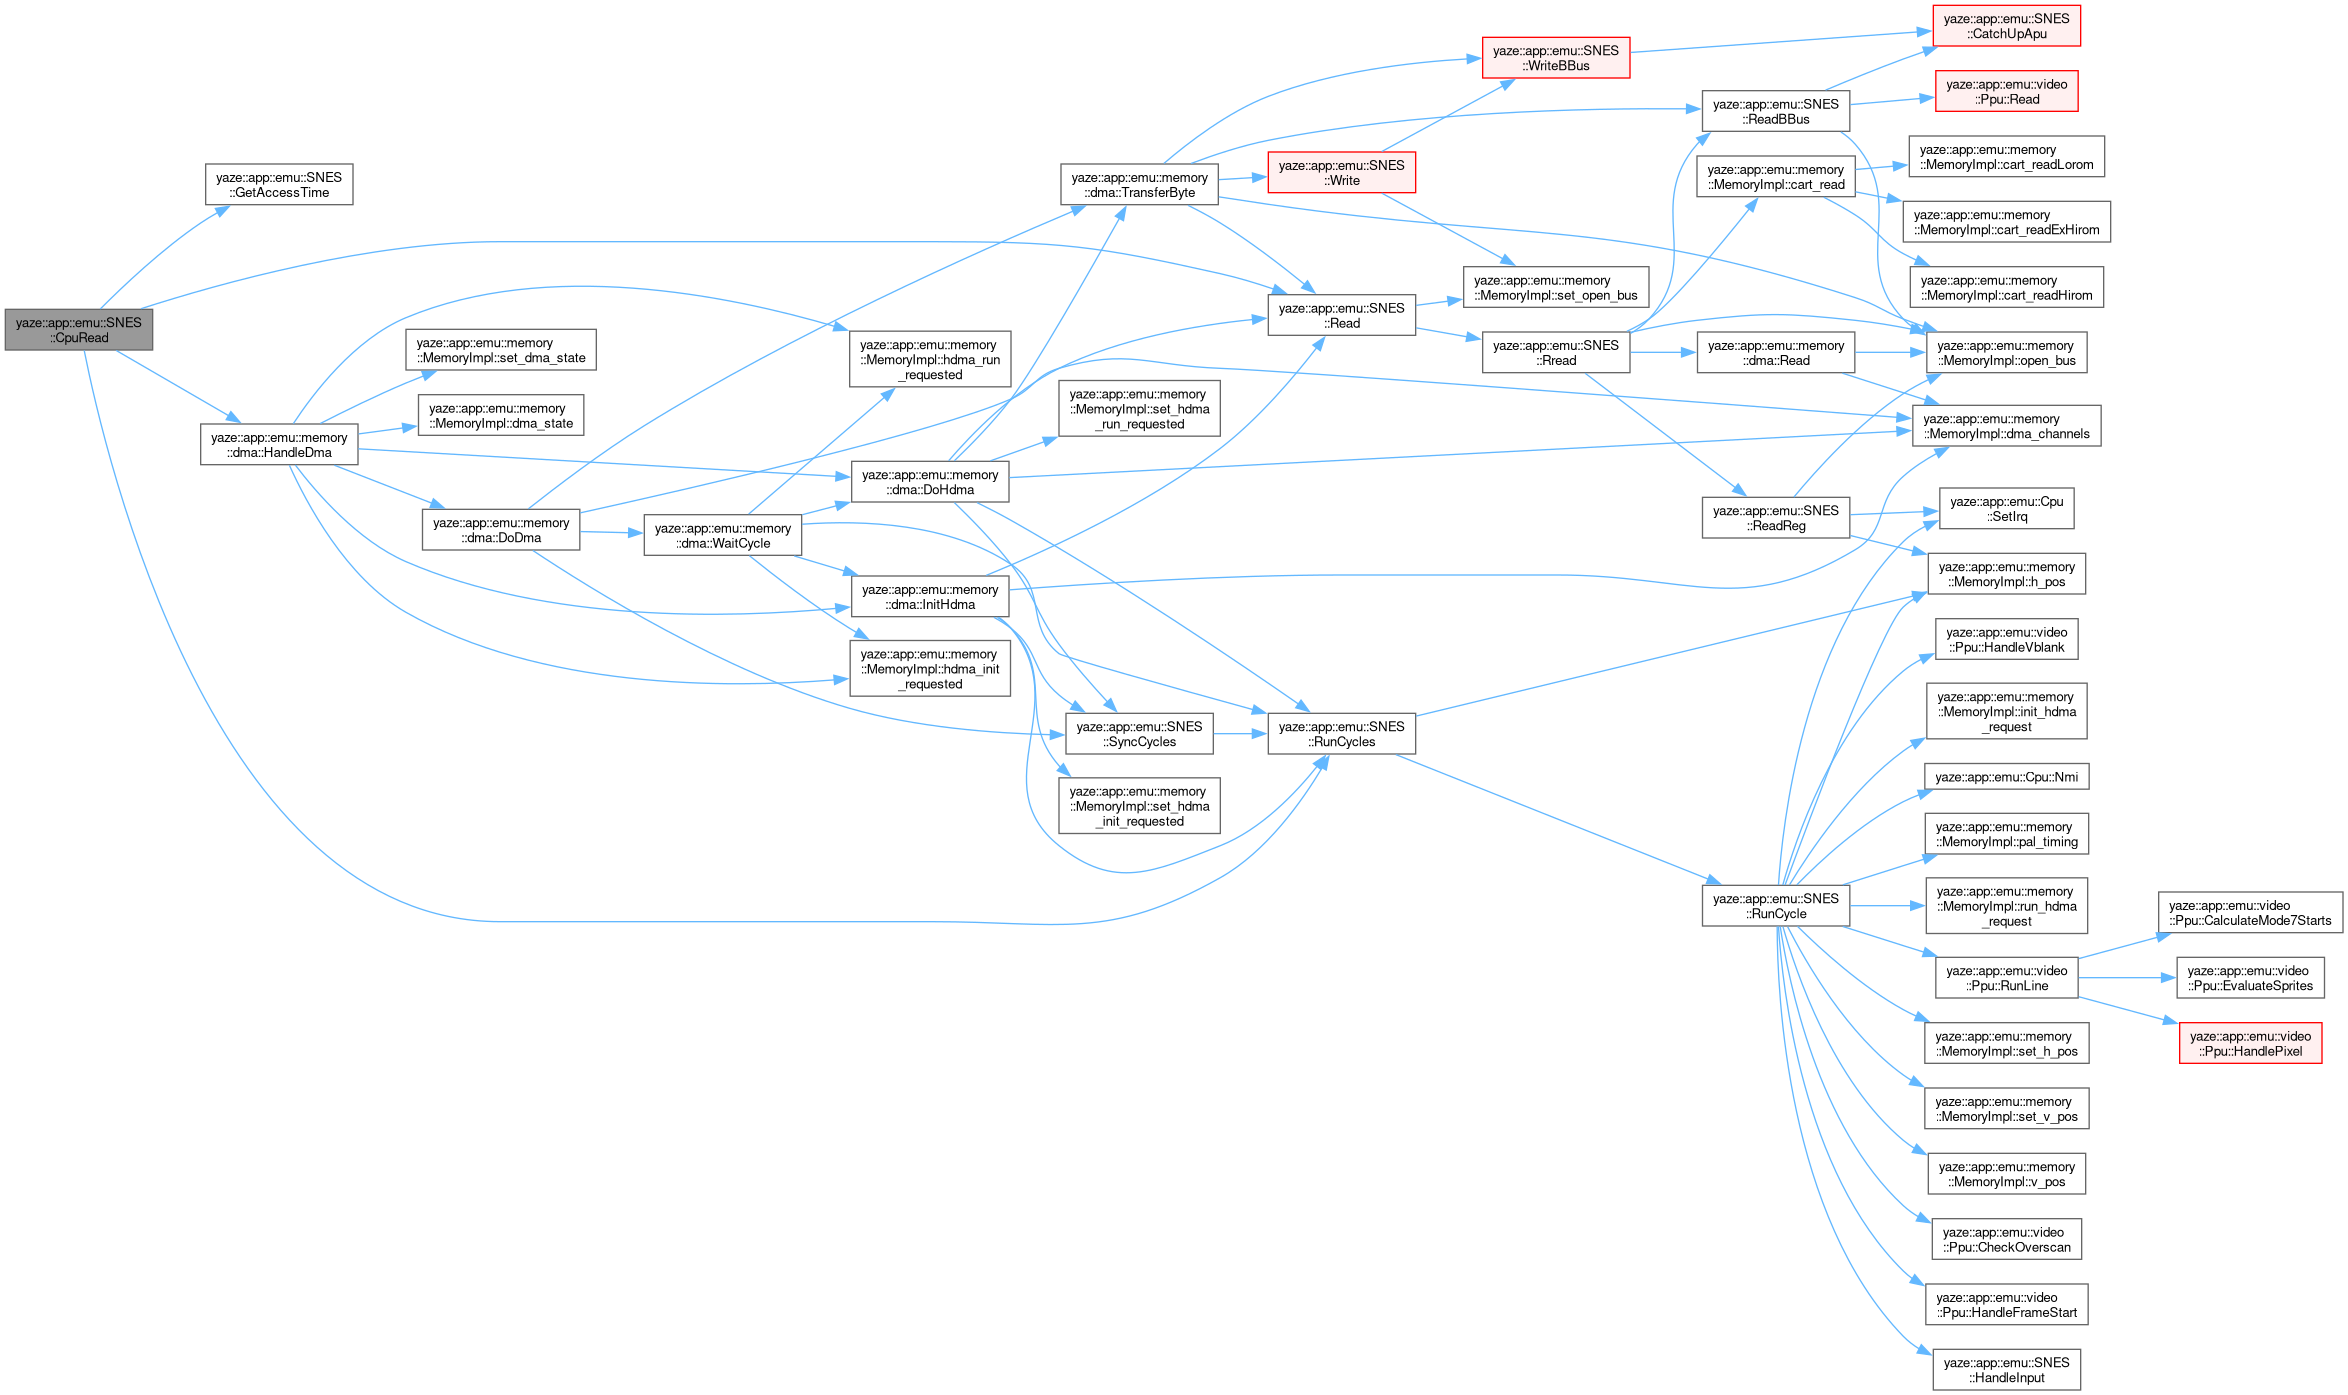 yaze::app::emu::SNES
::CpuRead
yaze::app::emu::SNES
::GetAccessTime
yaze::app::emu::memory
::dma::HandleDma
yaze::app::emu::memory
::MemoryImpl::set_dma_state
yaze::app::emu::memory
::MemoryImpl::dma_state
yaze::app::emu::memory
::dma::DoDma
yaze::app::emu::memory
::dma::WaitCycle
yaze::app::emu::memory
::MemoryImpl::hdma_run
_requested
yaze::app::emu::memory
::dma::DoHdma
yaze::app::emu::memory
::dma::InitHdma
yaze::app::emu::memory
::MemoryImpl::hdma_init
_requested
yaze::app::emu::memory
::dma::TransferByte
yaze::app::emu::memory
::MemoryImpl::set_hdma
_run_requested
yaze::app::emu::SNES
::SyncCycles
yaze::app::emu::memory
::MemoryImpl::set_hdma
_init_requested
yaze::app::emu::SNES
::Write
yaze::app::emu::SNES
::Read
yaze::app::emu::SNES
::RunCycles
yaze::app::emu::SNES
::WriteBBus
yaze::app::emu::memory
::MemoryImpl::set_open_bus
yaze::app::emu::SNES
::Rread
yaze::app::emu::SNES
::ReadBBus
yaze::app::emu::memory
::MemoryImpl::cart_read
yaze::app::emu::memory
::dma::Read
yaze::app::emu::SNES
::ReadReg
yaze::app::emu::SNES
::RunCycle
yaze::app::emu::SNES
::CatchUpApu
yaze::app::emu::video
::Ppu::Read
yaze::app::emu::memory
::MemoryImpl::cart_readLorom
yaze::app::emu::memory
::MemoryImpl::cart_readExHirom
yaze::app::emu::memory
::MemoryImpl::cart_readHirom
yaze::app::emu::memory
::MemoryImpl::open_bus
yaze::app::emu::memory
::MemoryImpl::dma_channels
yaze::app::emu::Cpu
::SetIrq
yaze::app::emu::memory
::MemoryImpl::h_pos
yaze::app::emu::video
::Ppu::HandleVblank
yaze::app::emu::memory
::MemoryImpl::init_hdma
_request
yaze::app::emu::Cpu::Nmi
yaze::app::emu::memory
::MemoryImpl::pal_timing
yaze::app::emu::memory
::MemoryImpl::run_hdma
_request
yaze::app::emu::video
::Ppu::RunLine
yaze::app::emu::memory
::MemoryImpl::set_h_pos
yaze::app::emu::memory
::MemoryImpl::set_v_pos
yaze::app::emu::memory
::MemoryImpl::v_pos
yaze::app::emu::video
::Ppu::CheckOverscan
yaze::app::emu::video
::Ppu::HandleFrameStart
yaze::app::emu::SNES
::HandleInput
yaze::app::emu::video
::Ppu::CalculateMode7Starts
yaze::app::emu::video
::Ppu::EvaluateSprites
yaze::app::emu::video
::Ppu::HandlePixel